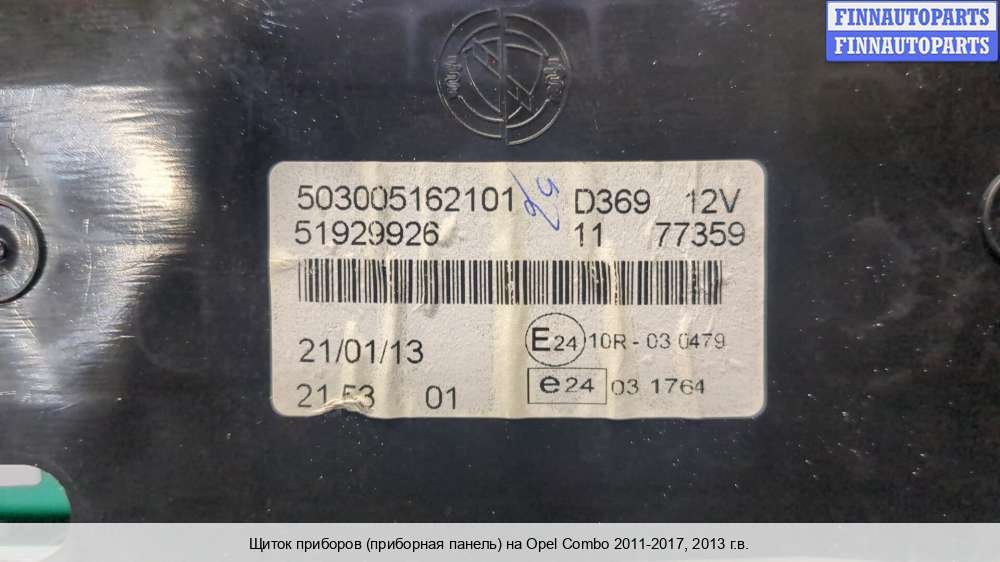 FINNAUTOPARTS
FINNAUTOPARTS
503005162101 D369 12V
51929926 11 77359
21/01/13
E24 10R - 03 0479
21 53 01
e24 03 1764
Щиток приборов (приборная панель) на Opel Combo 2011-2017, 2013 г.в.